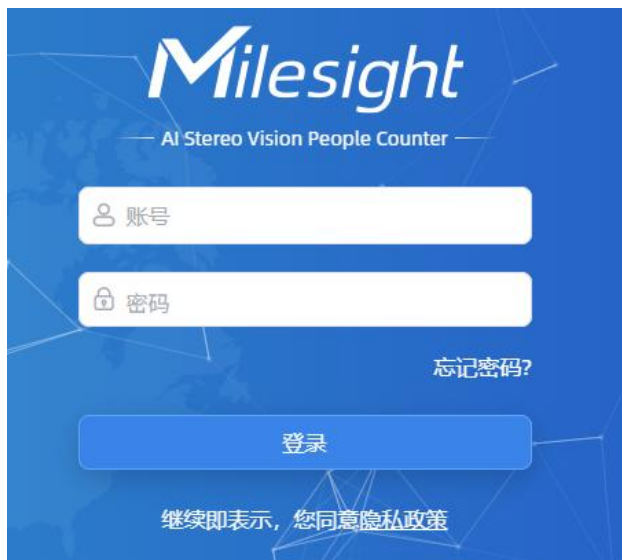 Milesight
AI Stereo Vision People Counter
账号
密码
忘记密码?
登录
继续即表示，您同意隐私政策